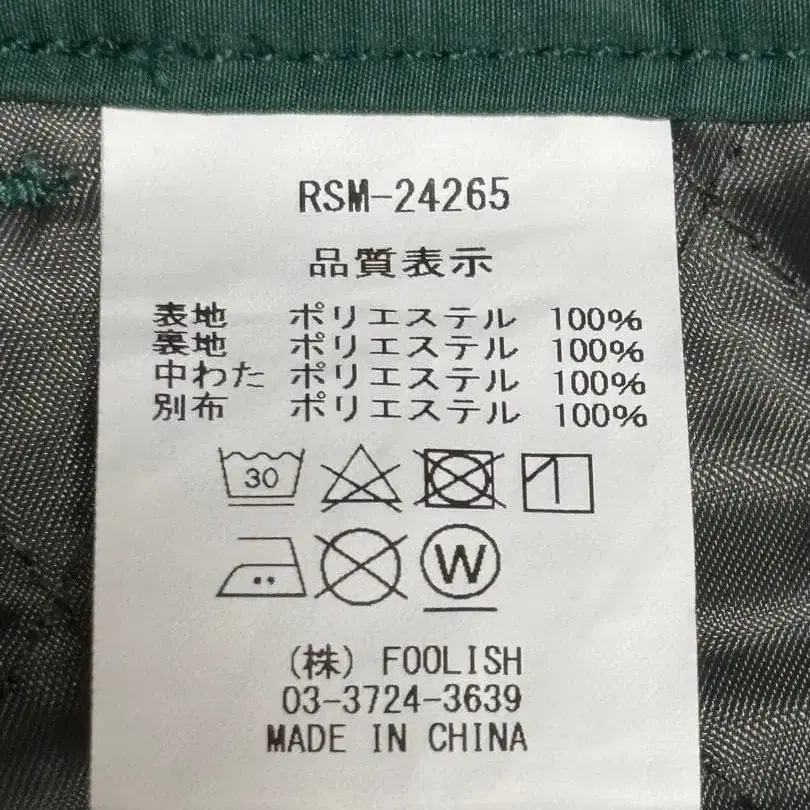 RSM-24265
品質表示
表地 ポリエステル 100%
裏地 ポリエステル 100%
中わた ポリエステル 100%
別布 ポリエステル 100%
30
W
(株) FOOLISH
03-3724-3639
MADE IN CHINA